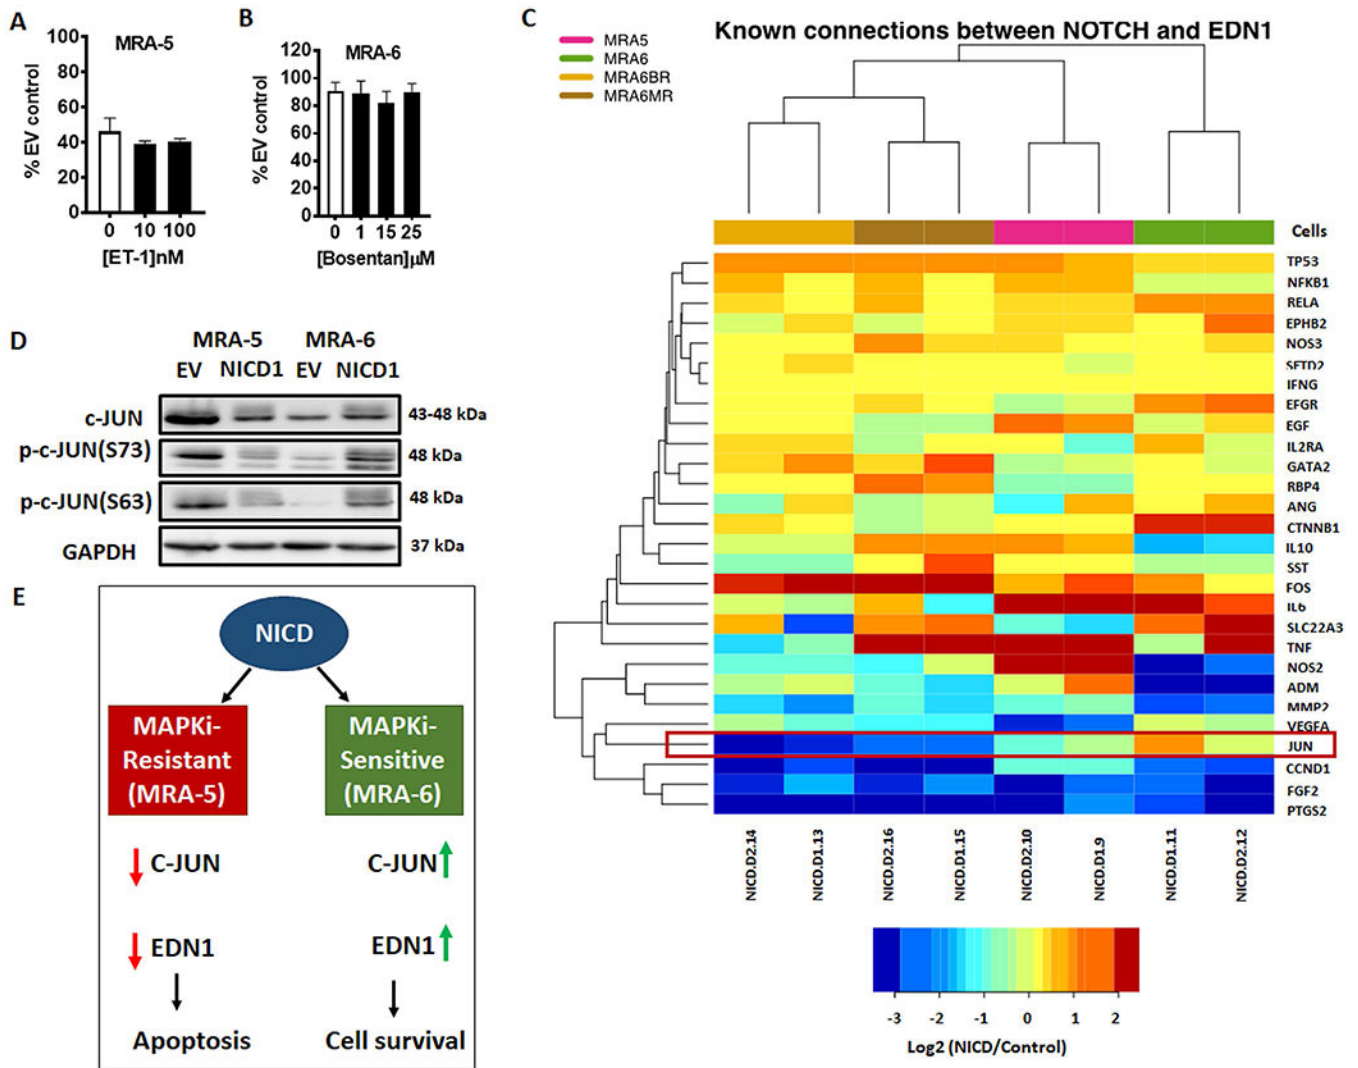 A
MRA-5
% EV control
100
80
60
40
20
0
0 10 100
[ET-1]nM
B
MRA-6
% EV control
120
100
80
60
40
20
0
0 1 15 25
[Bosentan]µM
C
MRA5
MRA6
MRA6BR
MRA6MR
Known connections between NOTCH and EDN1
Cells
TP53
NFKB1
RELA
EPHB2
NOS3
SETD2
IFNG
EFGR
EGF
IL2RA
GATA2
RBP4
ANG
CTNNB1
IL10
SST
FOS
IL6
SLC22A3
TNF
NOS2
ADM
MMP2
VEGFA
JUN
CCND1
FGF2
PTGS2
NICD.D2.14
NICD.D1.13
NICD.D2.16
NICD.D1.15
NICD.D2.10
NICD.D1.9
NICD.D1.11
NICD.D2.12
-3 -2 -1 0 1 2
Log2 (NICD/Control)
D
MRA-5 MRA-6
EV NICD1 EV NICD1
c-JUN 43-48 kDa
p-c-JUN(S73) 48 kDa
p-c-JUN(S63) 48 kDa
GAPDH 37 kDa
E
NICD
MAPKi-
Resistant
(MRA-5)
MAPKi-
Sensitive
(MRA-6)
C-JUN C-JUN
EDN1 EDN1
Apoptosis Cell survival